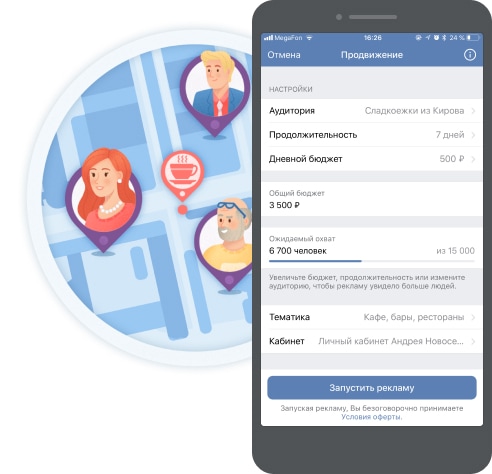 MegaFon 16:26 24 %
Отмена Продвижение
НАСТРОЙКИ
Аудитория Сладкоежки из Кирова
Продолжительность 7 дней
Дневной бюджет 500 ₽
Общий бюджет
3 500 ₽
Ожидаемый охват
6 700 человек из 15 000
Увеличьте бюджет, продолжительность или измените
аудиторию, чтобы рекламу увидело больше людей.
Тематика Кафе, бары, рестораны
Кабинет Личный кабинет Андрея Новосе...
Запустить рекламу
Запуская рекламу, Вы безоговорочно принимаете
Условия оферты.